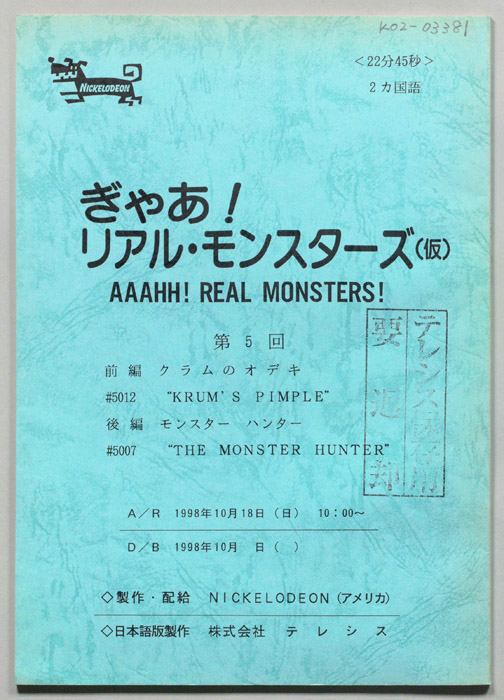 K02-03381
<22分45秒>
2カ国語
NICKELODEON
ぎゃあ!
リアル・モンスターズ(仮)
AAAHH! REAL MONSTERS!
第5回
前編 クラムのオデキ
#5012 “KRUM'S PIMPLE”
後編 モンスター ハンター
#5007 “THE MONSTER HUNTER”
テレシス保存用
要返却
A/R 1998年10月18日(日) 10:00~
D/B 1998年10月 日( )
◇製作・配給 NICKELODEON(アメリカ)
◇日本語版製作 株式会社 テレシス